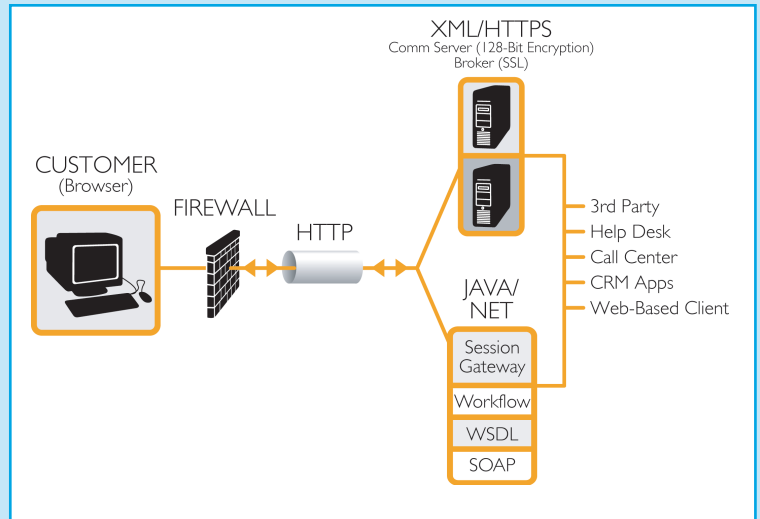 XML/HTTPS
Comm Server (128-Bit Encryption)
Broker (SSL)
CUSTOMER
(Browser)
FIREWALL
HTTP
3rd Party
Help Desk
Call Center
CRM Apps
Web-Based Client
JAVA/
NET
Session
Gateway
Workflow
WSDL
SOAP